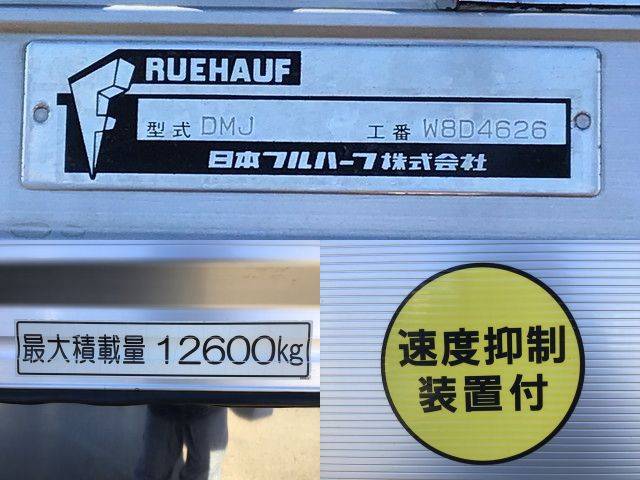 RUEHAUF
型式 DMJ 工番 W8D4626
日本フルハーフ株式会社
最大積載量 12600kg
速度抑制
装置付